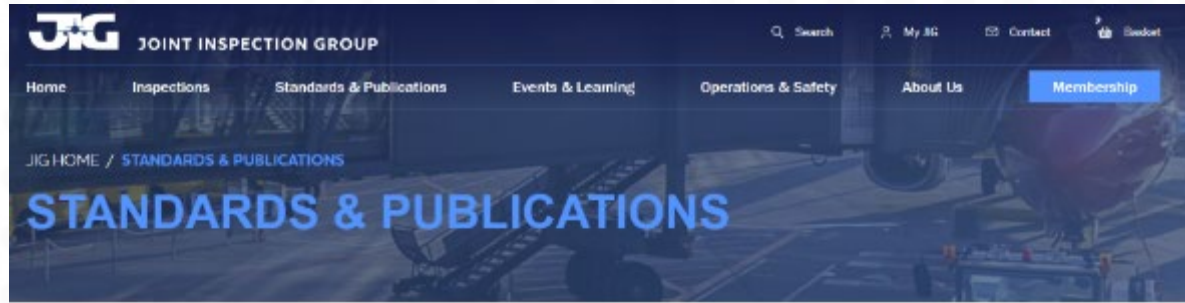 JIG JOINT INSPECTION GROUP
Search My JIG Contact Basket
Home Inspections Standards & Publications Events & Learning Operations & Safety About Us Membership
JIG HOME / STANDARDS & PUBLICATIONS
STANDARDS & PUBLICATIONS